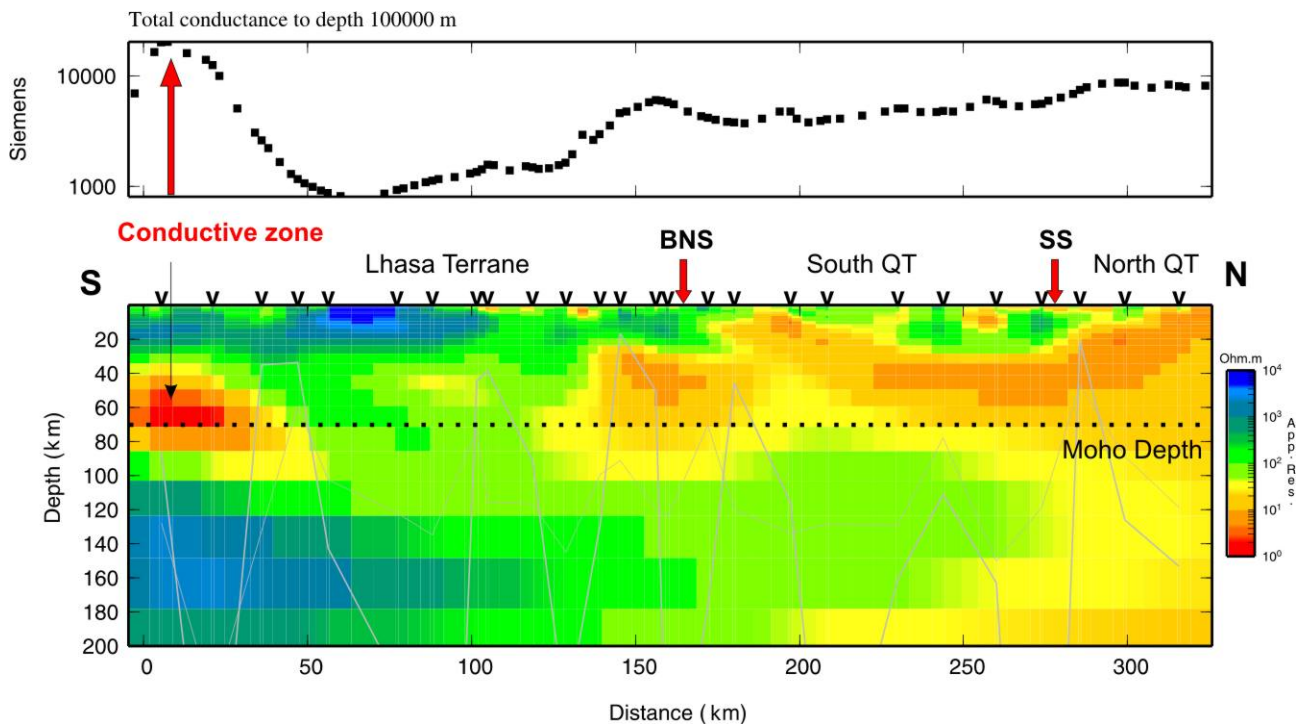 Total conductance to depth 100000 m
Siemens
10000
1000
Conductive zone
BNS
SS
S
Lhasa Terrane
South QT
North QT
N
v v v v v v v v v v v v v v v v v v v v v v v v v v
Depth (km)
20
40
60
80
100
120
140
160
180
200
Moho Depth
Ohm.m
10⁴
10³
10²
10¹
10⁰
App.Res.
0 50 100 150 200 250 300
Distance (km)